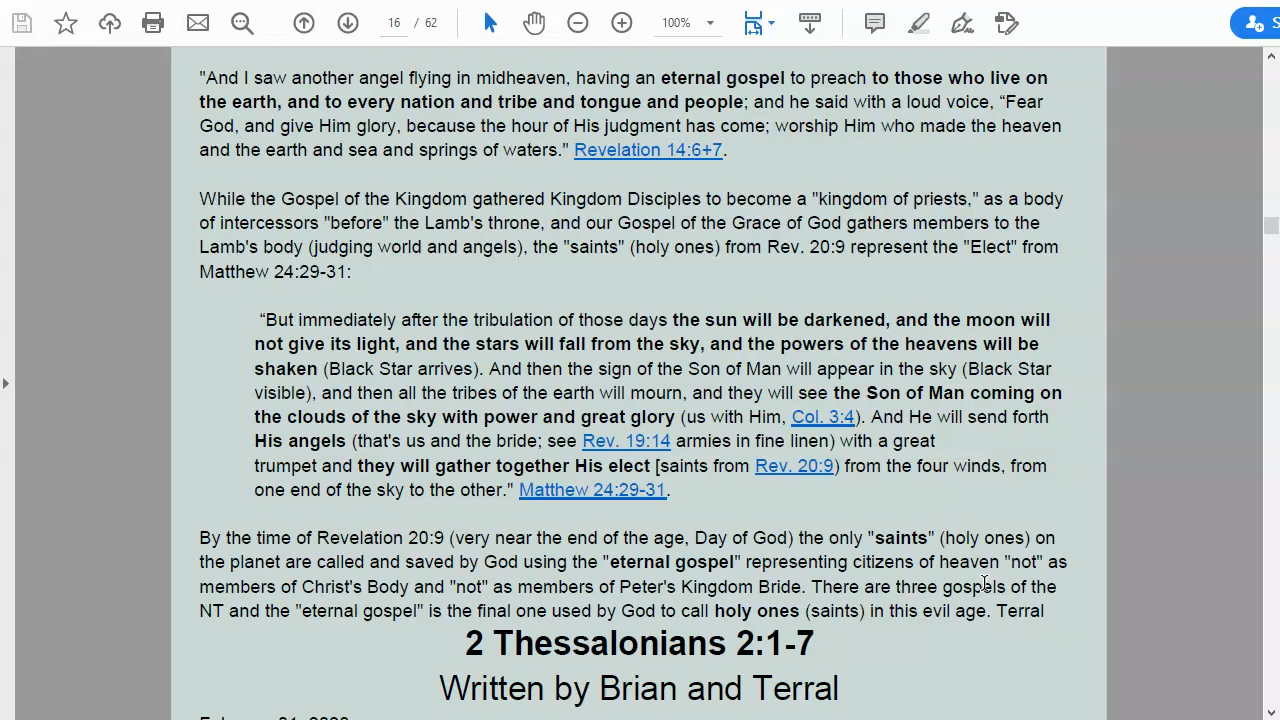 16 / 62
100%
"And I saw another angel flying in midheaven, having an eternal gospel to preach to those who live on
the earth, and to every nation and tribe and tongue and people; and he said with a loud voice, “Fear
God, and give Him glory, because the hour of His judgment has come; worship Him who made the heaven
and the earth and sea and springs of waters." Revelation 14:6+7.
While the Gospel of the Kingdom gathered Kingdom Disciples to become a "kingdom of priests," as a body
of intercessors "before" the Lamb's throne, and our Gospel of the Grace of God gathers members to the
Lamb's body (judging world and angels), the "saints" (holy ones) from Rev. 20:9 represent the "Elect" from
Matthew 24:29-31:
“But immediately after the tribulation of those days the sun will be darkened, and the moon will
not give its light, and the stars will fall from the sky, and the powers of the heavens will be
shaken (Black Star arrives). And then the sign of the Son of Man will appear in the sky (Black Star
visible), and then all the tribes of the earth will mourn, and they will see the Son of Man coming on
the clouds of the sky with power and great glory (us with Him, Col. 3:4). And He will send forth
His angels (that's us and the bride; see Rev. 19:14 armies in fine linen) with a great
trumpet and they will gather together His elect [saints from Rev. 20:9) from the four winds, from
one end of the sky to the other." Matthew 24:29-31.
By the time of Revelation 20:9 (very near the end of the age, Day of God) the only "saints" (holy ones) on
the planet are called and saved by God using the "eternal gospel" representing citizens of heaven "not" as
members of Christ's Body and "not" as members of Peter's Kingdom Bride. There are three gospels of the
NT and the "eternal gospel" is the final one used by God to call holy ones (saints) in this evil age. Terral
2 Thessalonians 2:1-7
Written by Brian and Terral